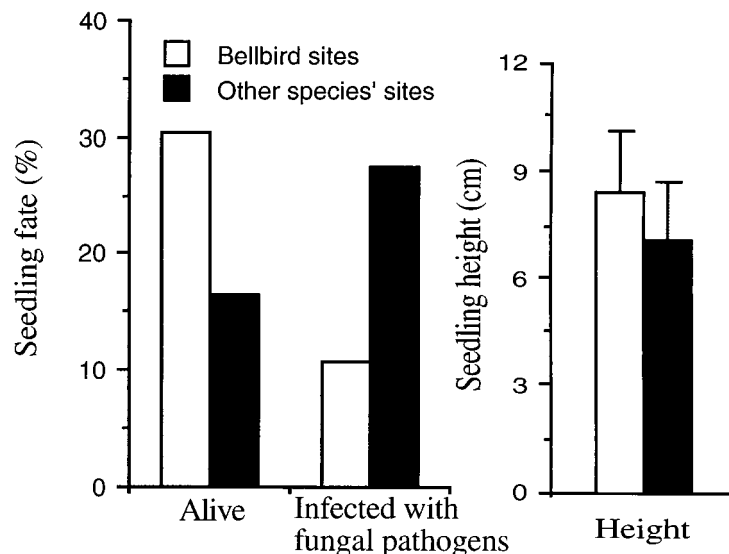 Seedling fate (%)
40
30
20
10
0
Bellbird sites
Other species' sites
Alive
Infected with
fungal pathogens
Seedling height (cm)
12
9
6
3
0
Height